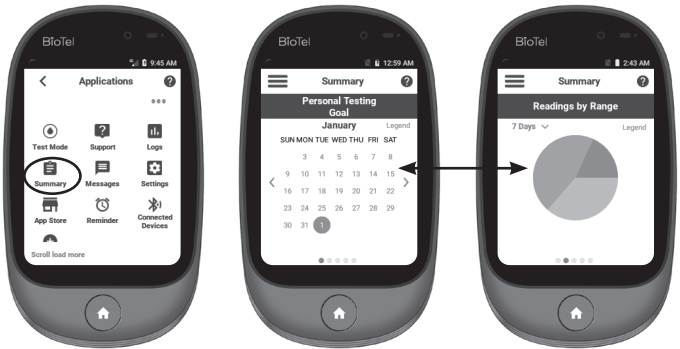 BioTel
9:45 AM
Applications
?
Test Mode Support Logs
Summary Messages Settings
App Store Reminder Connected
Devices
Scroll load more
BioTel
12:59 AM
Summary
?
Personal Testing
Goal
January Legend
SUN MON TUE WED THU FRI SAT
3 4 5 6 7 8
9 10 11 12 13 14 15
16 17 18 19 20 21 22
23 24 25 26 27 28 29
30 31 1
BioTel
2:43 AM
Summary
?
Readings by Range
7 Days Legend